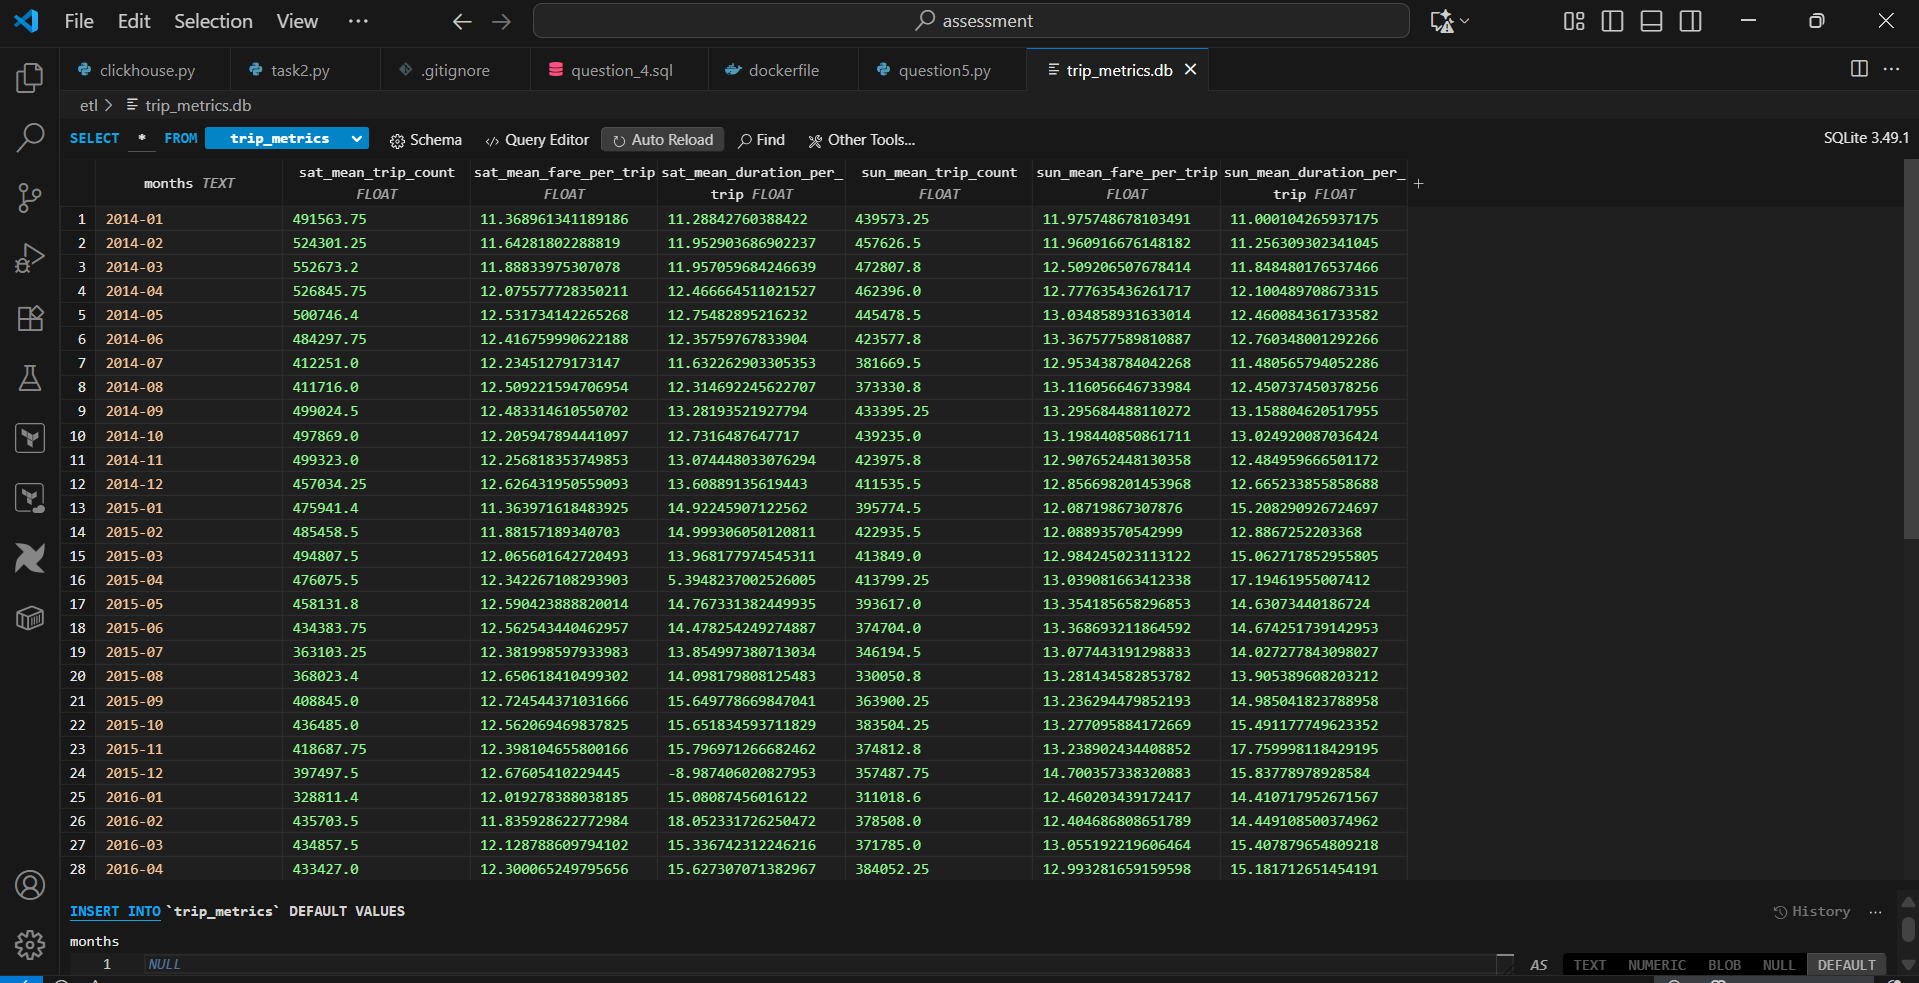 File Edit Selection View ··· assessment
clickhouse.py task2.py .gitignore question_4.sql dockerfile question5.py trip_metrics.db
etl > trip_metrics.db
SELECT * FROM trip_metrics Schema Query Editor Auto Reload Find Other Tools... SQLite 3.49.1
months TEXT sat_mean_trip_count FLOAT sat_mean_fare_per_trip FLOAT sat_mean_duration_per_trip FLOAT sun_mean_trip_count FLOAT sun_mean_fare_per_trip FLOAT sun_mean_duration_per_trip FLOAT +
1 2014-01 491563.75 11.368961341189186 11.28842760388422 439573.25 11.975748678103491 11.000104265937175
2 2014-02 524301.25 11.64281802288819 11.952903686902237 457626.5 11.960916676148182 11.256309302341045
3 2014-03 552673.2 11.88833975307078 11.957059684246639 472807.8 12.509206507678414 11.848480176537466
4 2014-04 526845.75 12.075577728350211 12.466664511021527 462396.0 12.777635436261717 12.100489708673315
5 2014-05 500746.4 12.531734142265268 12.75482895216232 445478.5 13.034858931633014 12.460084361733582
6 2014-06 484297.75 12.416759990622188 12.35759767833904 423577.8 13.367577589810887 12.760348001292266
7 2014-07 412251.0 12.23451279173147 11.632262903305353 381669.5 12.953438784042268 11.480565794052286
8 2014-08 411716.0 12.509221594706954 12.314692245622707 373330.8 13.116056646733984 12.450737450378256
9 2014-09 499024.5 12.483314610550702 13.28193521927794 433395.25 13.295684488110272 13.158804620517955
10 2014-10 497869.0 12.205947894441097 12.7316487647717 439235.0 13.198440850861711 13.024920087036424
11 2014-11 499323.0 12.256818353749853 13.074448033076294 423975.8 12.907652448130358 12.484959666501172
12 2014-12 457034.25 12.626431950559093 13.60889135619443 411535.5 12.856698201453968 12.665233855858688
13 2015-01 475941.4 11.363971618483925 14.92245907122562 395774.5 12.08719867307876 15.208290926724697
14 2015-02 485458.5 11.88157189340703 14.999306050120811 422935.5 12.08893570542999 12.8867252203368
15 2015-03 494807.5 12.065601642720493 13.968177974545311 413849.0 12.984245023113122 15.062717852955805
16 2015-04 476075.5 12.342267108293903 5.3948237002526005 413799.25 13.039081663412338 17.19461955007412
17 2015-05 458131.8 12.590423888820014 14.767331382449935 393617.0 13.354185658296853 14.63073440186724
18 2015-06 434383.75 12.562543440462957 14.478254249274887 374704.0 13.368693211864592 14.674251739142953
19 2015-07 363103.25 12.381998597933983 13.854997380713034 346194.5 13.077443191298833 14.027277843098027
20 2015-08 368023.4 12.650618410499302 14.098179808125483 330050.8 13.281434582853782 13.905389608203212
21 2015-09 408845.0 12.724544371031666 15.649778669847041 363900.25 13.236294479852193 14.985041823788958
22 2015-10 436485.0 12.562069469837825 15.651834593711829 383504.25 13.277095884172669 15.491177749623352
23 2015-11 418687.75 12.398104655800166 15.796971266682462 374812.8 13.238902434408852 17.759998118429195
24 2015-12 397497.5 12.67605410229445 -8.987406020827953 357487.75 14.700357338320883 15.83778978928584
25 2016-01 328811.4 12.019278388038185 15.08087456016122 311018.6 12.460203439172417 14.410717952671567
26 2016-02 435703.5 11.835928622772984 18.052331726250472 378508.0 12.404686808651789 14.449108500374962
27 2016-03 434857.5 12.128788609794102 15.336742312246216 371785.0 13.055192219606464 15.407879654809218
28 2016-04 433427.0 12.300065249795656 15.627307071382967 384052.25 12.993281659159598 15.181712651454191
INSERT INTO `trip_metrics` DEFAULT VALUES History ···
months
1 NULL AS TEXT NUMERIC BLOB NULL DEFAULT